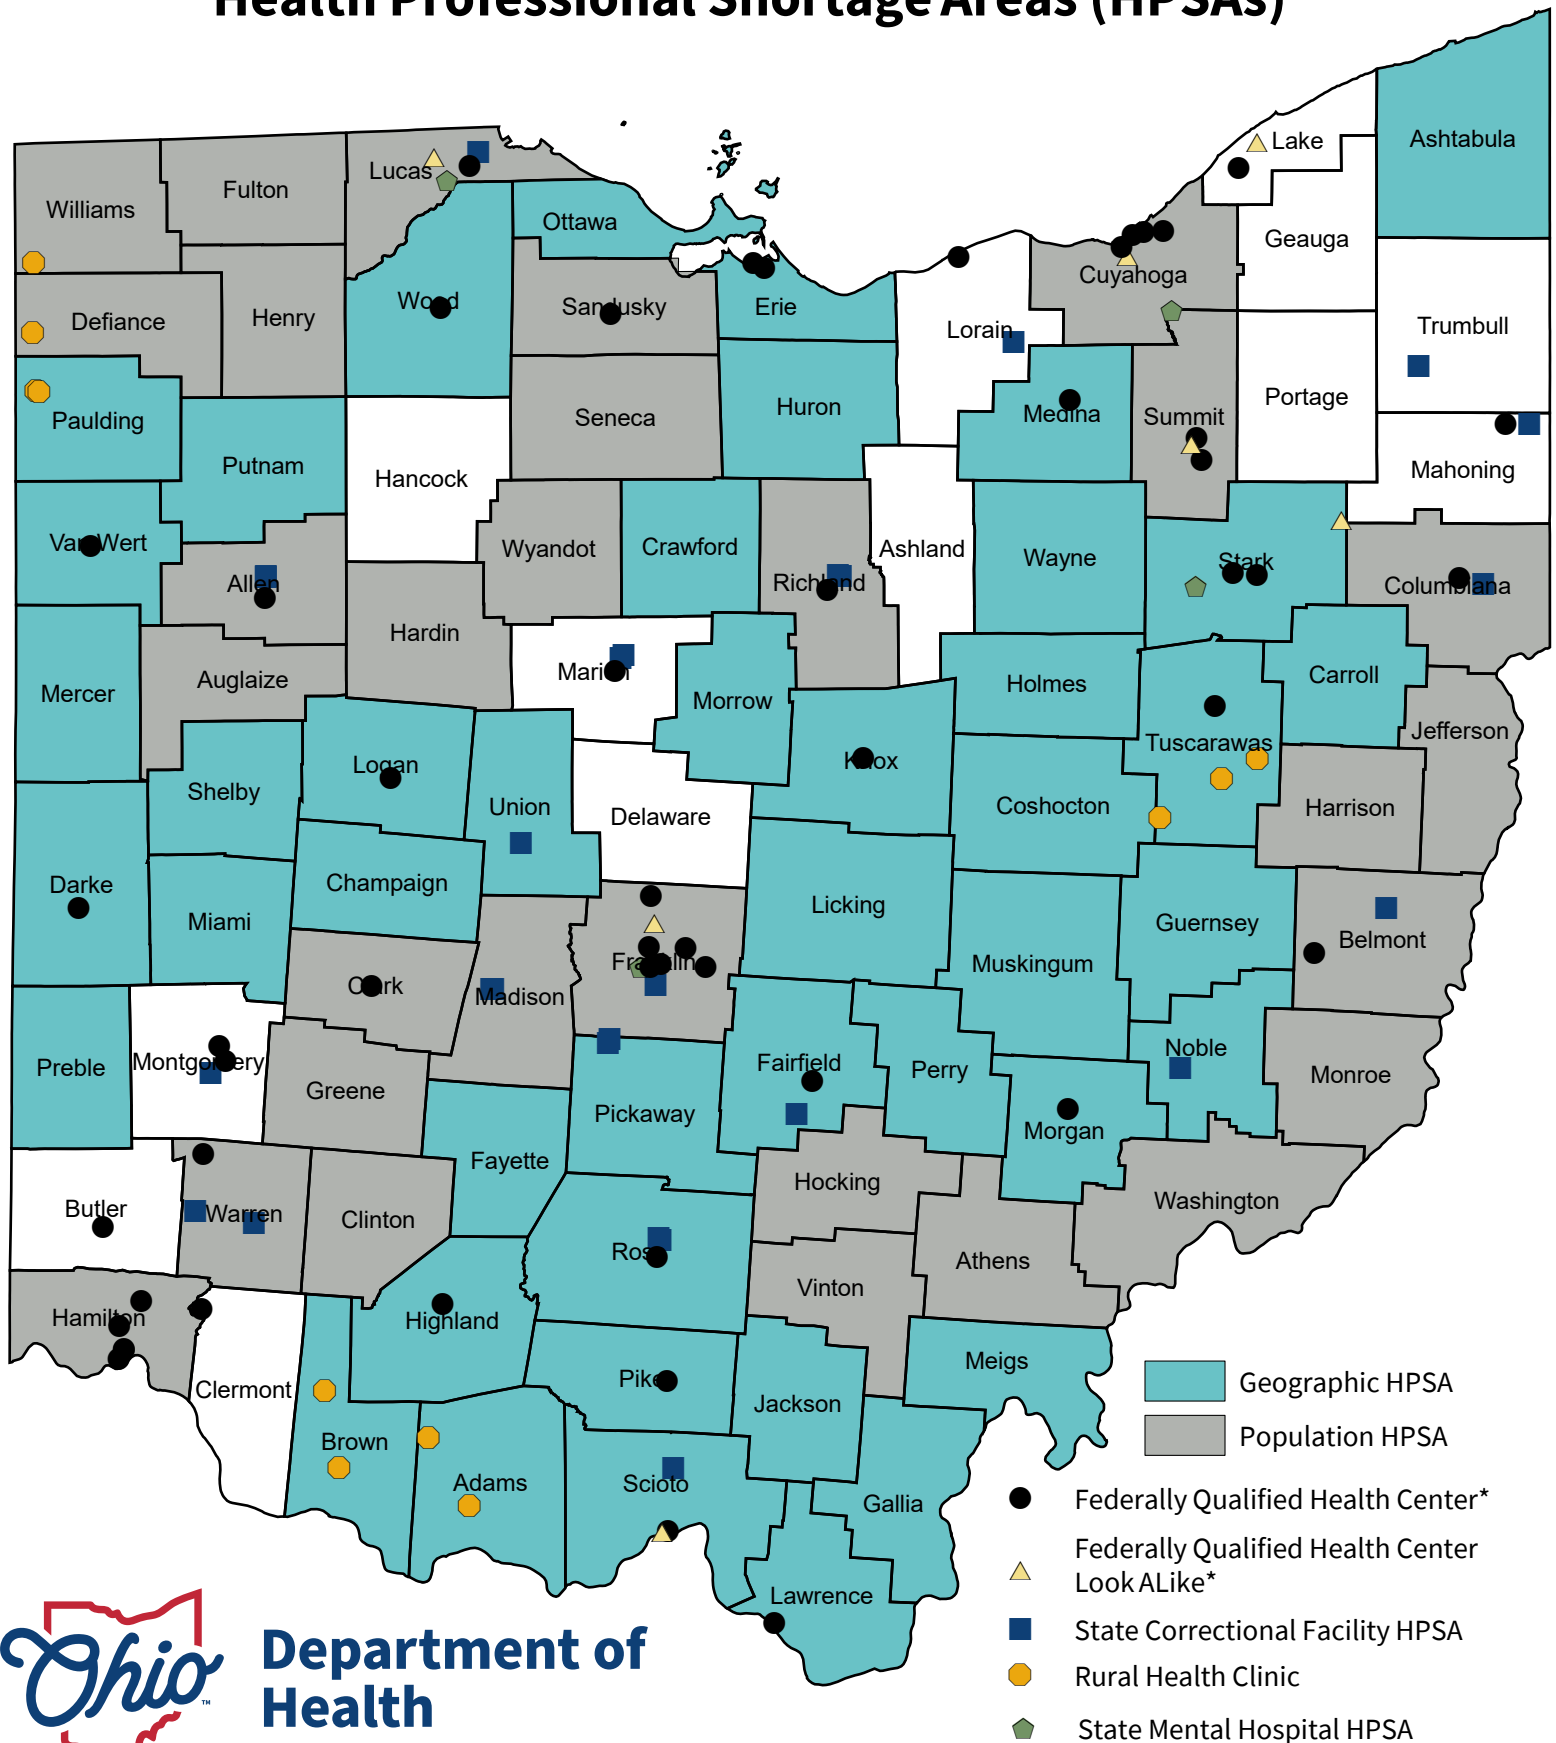 Health Professional Shortage Areas (HPSAs)
Ashtabula
Lake
Lucas
Fulton
Williams
Ottawa
Geauga
Cuyahoga
Wood
Sandusky
Erie
Henry
Defiance
Lorain
Trumbull
Portage
Huron
Medina
Summit
Seneca
Paulding
Putnam
Hancock
Mahoning
Van Wert
Wyandot
Crawford
Ashland
Wayne
Stark
Allen
Richland
Columbiana
Hardin
Marion
Auglaize
Mercer
Morrow
Holmes
Carroll
Jefferson
Tuscarawas
Logan
Knox
Shelby
Union
Coshocton
Harrison
Delaware
Darke
Champaign
Licking
Miami
Guernsey
Belmont
Franklin
Muskingum
Clark
Madison
Noble
Montgomery
Fairfield
Preble
Perry
Monroe
Greene
Pickaway
Morgan
Fayette
Hocking
Washington
Butler
Warren
Clinton
Ross
Athens
Vinton
Hamilton
Highland
Meigs
Pike
Clermont
Jackson
Brown
Adams
Scioto
Gallia
Lawrence
Geographic HPSA
Population HPSA
Federally Qualified Health Center*
Federally Qualified Health Center
Look ALike*
State Correctional Facility HPSA
Rural Health Clinic
State Mental Hospital HPSA
Ohio™
Department of
Health